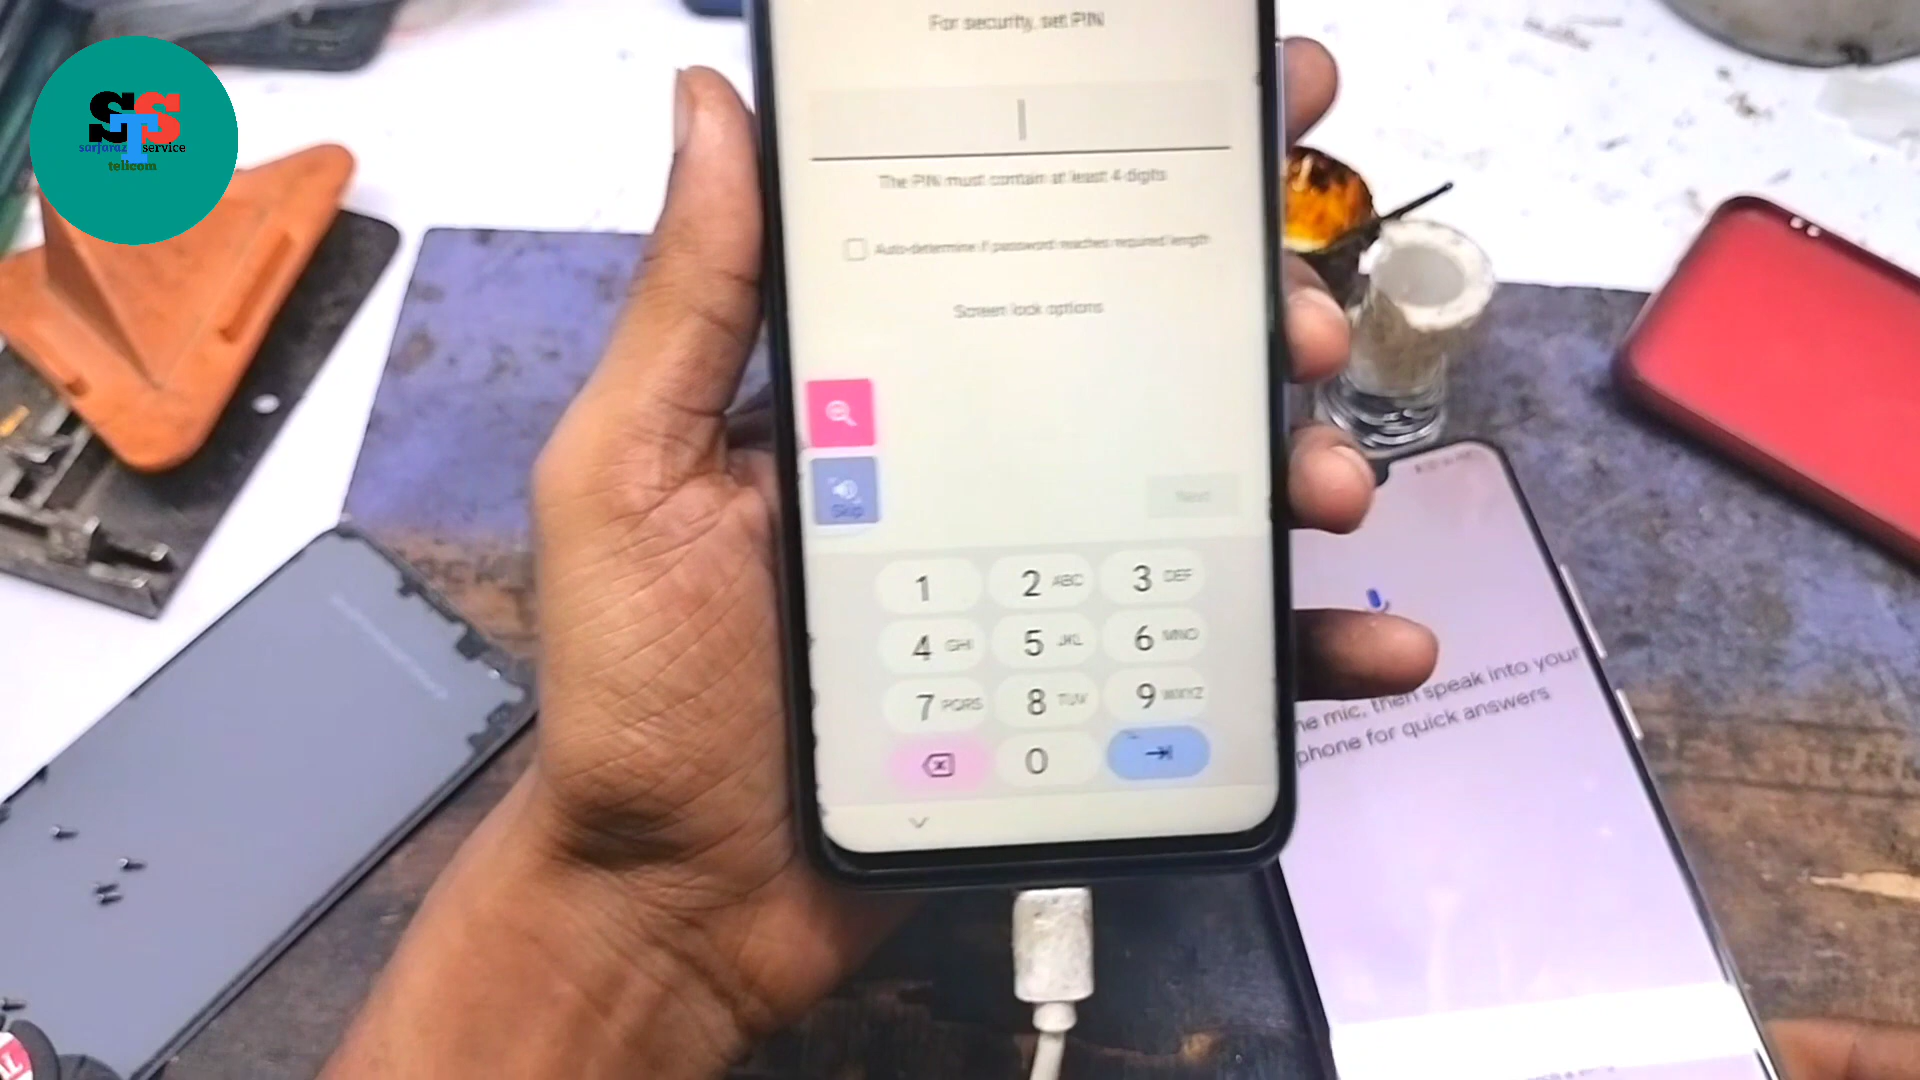 For security, set PIN
The PIN must contain at least 4 digits
Auto-determine if password reaches required length
Screen lock options
Skip
Next
1
2 ABC
3 DEF
4 GHI
5 JKL
6 MNO
7 PQRS
8 TUV
9 WXYZ
0
STS
sarfaraz service
telicom
he mic, then speak into your
phone for quick answers